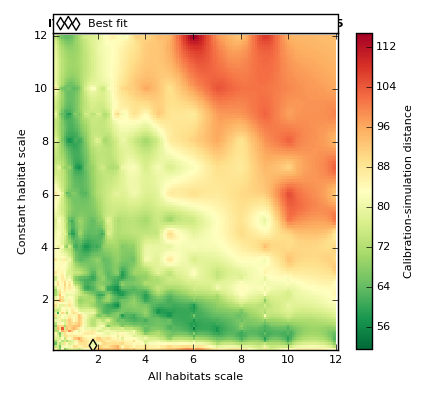 Best fit
12
10
8
6
4
2
2 4 6 8 10 12
Constant habitat scale
All habitats scale
112
104
96
88
80
72
64
56
Calibration-simulation distance